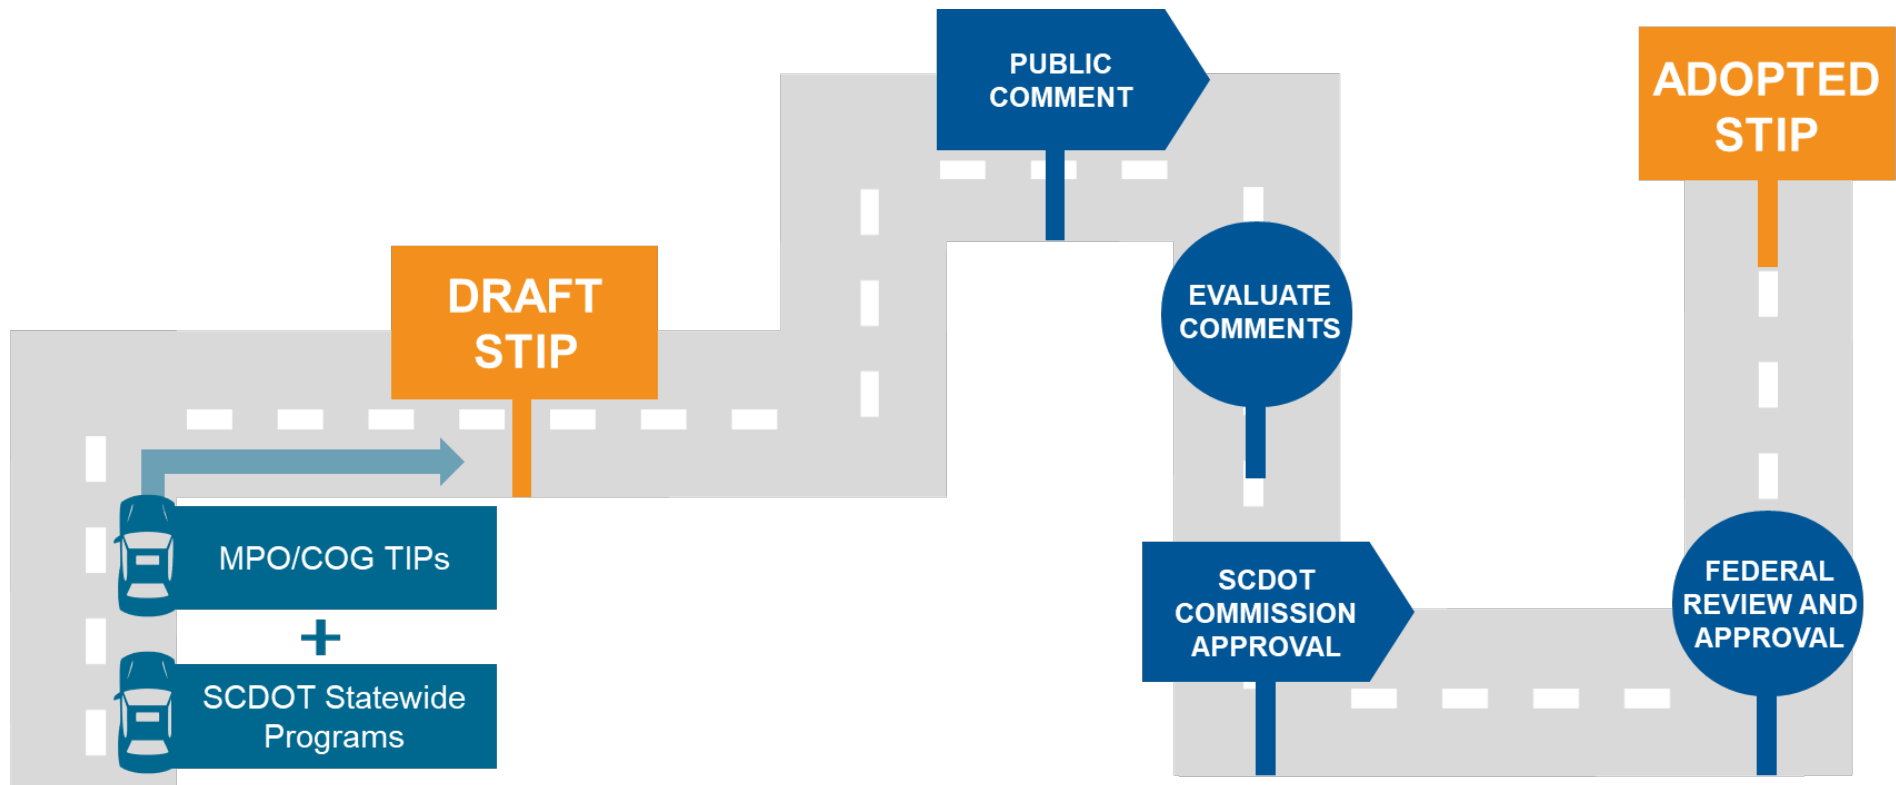 MPO/COG TIPs
+
SCDOT Statewide
Programs
DRAFT
STIP
PUBLIC
COMMENT
EVALUATE
COMMENTS
SCDOT
COMMISSION
APPROVAL
FEDERAL
REVIEW AND
APPROVAL
ADOPTED
STIP